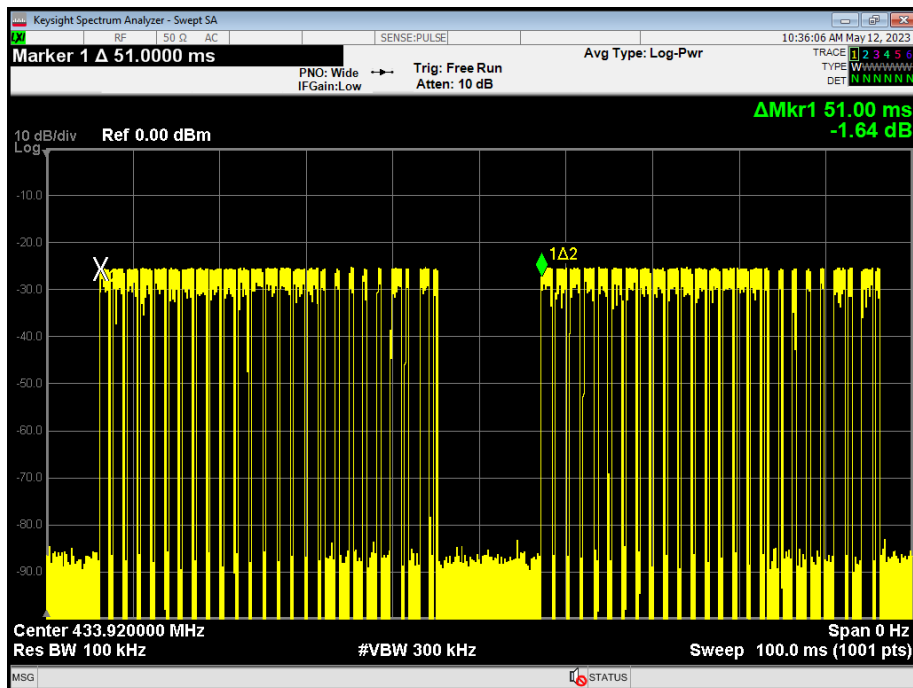 Keysight Spectrum Analyzer - Swept SA
LXI RF 50 Ω AC SENSE:PULSE 10:36:06 AM May 12, 2023
Marker 1 Δ 51.0000 ms
PNO: Wide
IFGain:Low
Trig: Free Run
Atten: 10 dB
Avg Type: Log-Pwr
TRACE 1 2 3 4 5 6
TYPE WWWWWW
DET N N N N N N
ΔMkr1 51.00 ms
-1.64 dB
10 dB/div Ref 0.00 dBm
Log
-10.0
-20.0
X
1Δ2
-30.0
-40.0
-50.0
-60.0
-70.0
-80.0
-90.0
Center 433.920000 MHz
Span 0 Hz
Res BW 100 kHz
#VBW 300 kHz
Sweep 100.0 ms (1001 pts)
MSG
STATUS